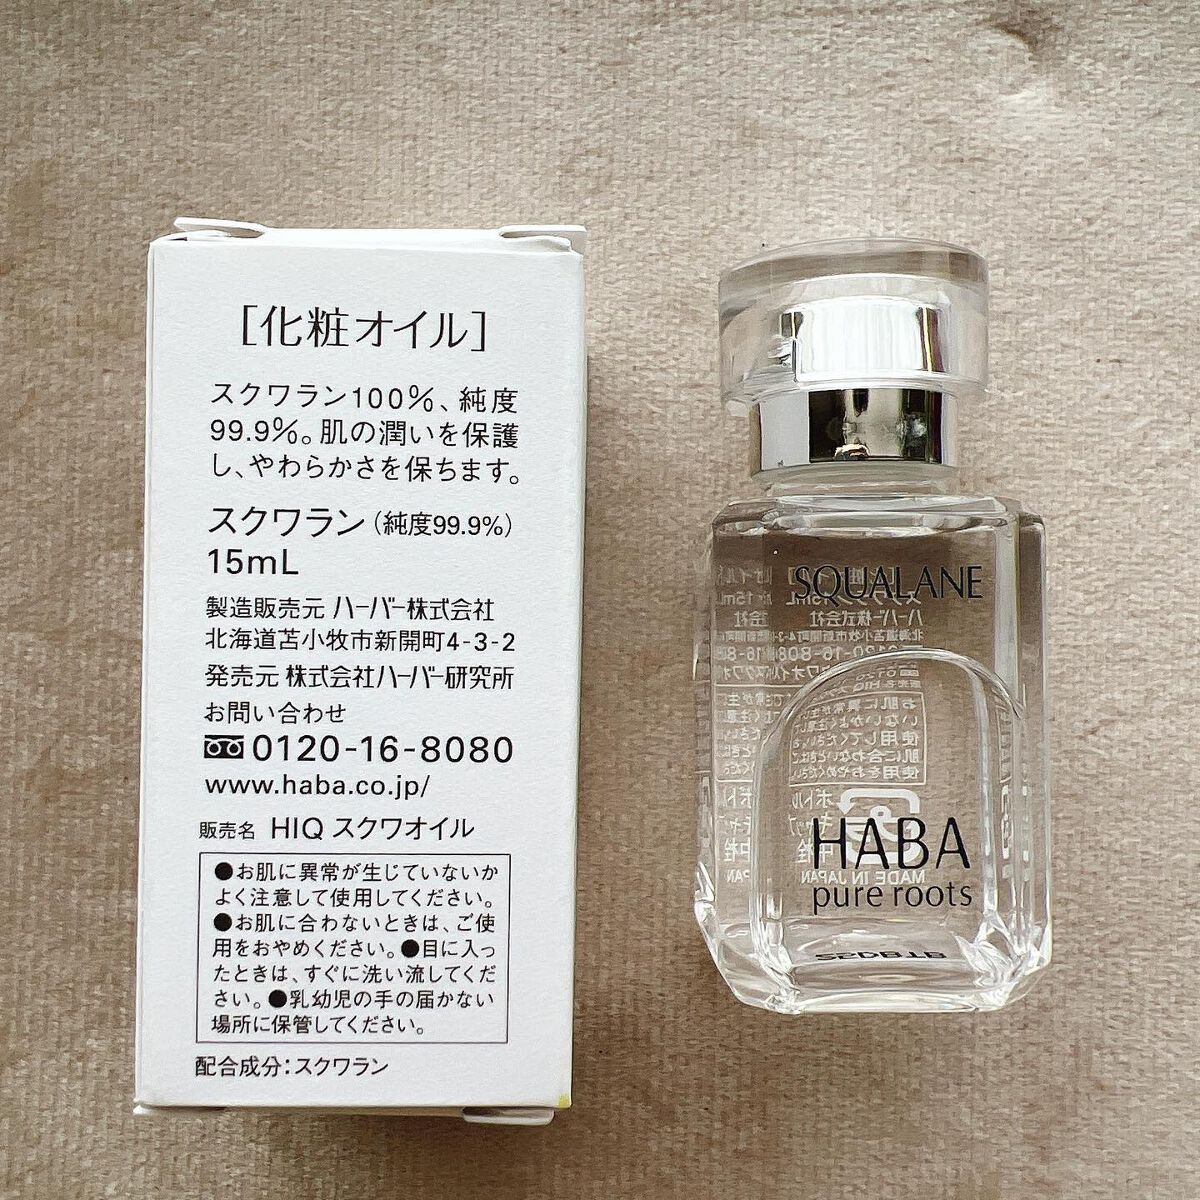 [化粧オイル]
スクワラン100%、純度
99.9%。肌の潤いを保護
し、やわらかさを保ちます。
スクワラン(純度99.9%)
15mL
製造販売元 ハーバー株式会社
北海道苫小牧市新開町4-3-2
発売元 株式会社ハーバー研究所
お問い合わせ
0120-16-8080
www.haba.co.jp/
販売名 HIQ スクワオイル
●お肌に異常が生じていないか
よく注意して使用してください。
●お肌に合わないときは、ご使
用をおやめください。●目に入っ
たときは、すぐに洗い流してくだ
さい。●乳幼児の手の届かない
場所に保管してください。
配合成分:スクワラン
SQUALANE
HABA
pure roots
MADE IN JAPAN